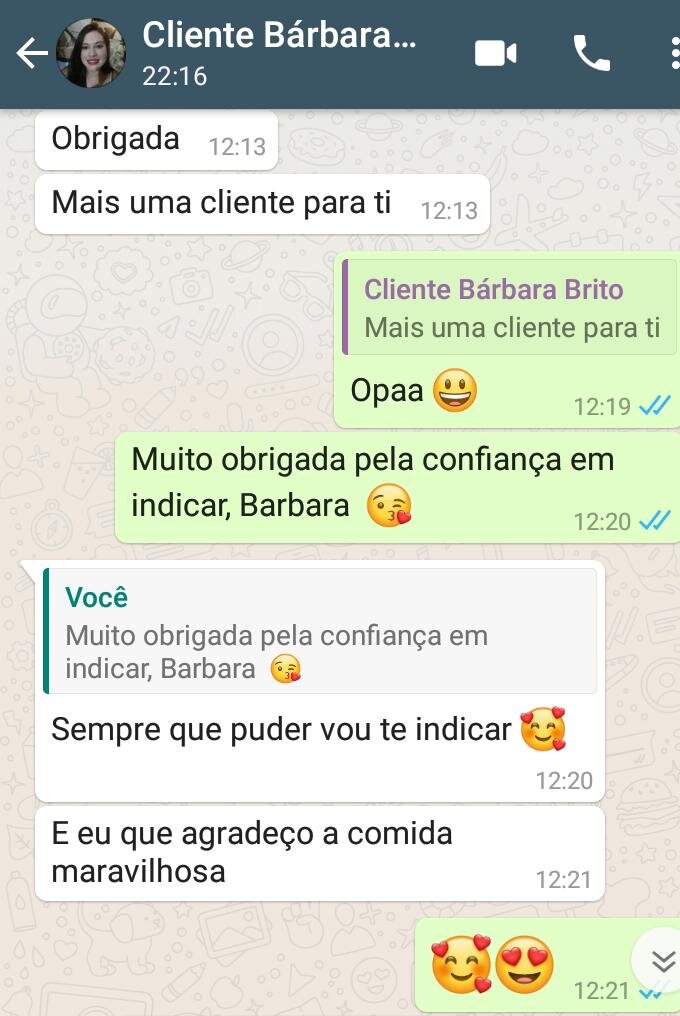 Cliente Bárbara...
22:16
Obrigada 12:13
Mais uma cliente para ti 12:13
Cliente Bárbara Brito
Mais uma cliente para ti
Opaa 😃 12:19
Muito obrigada pela confiança em
indicar, Barbara 😘 12:20
Você
Muito obrigada pela confiança em
indicar, Barbara 😘
Sempre que puder vou te indicar 🥰
12:20
E eu que agradeço a comida
maravilhosa 12:21
🥰😍 12:21